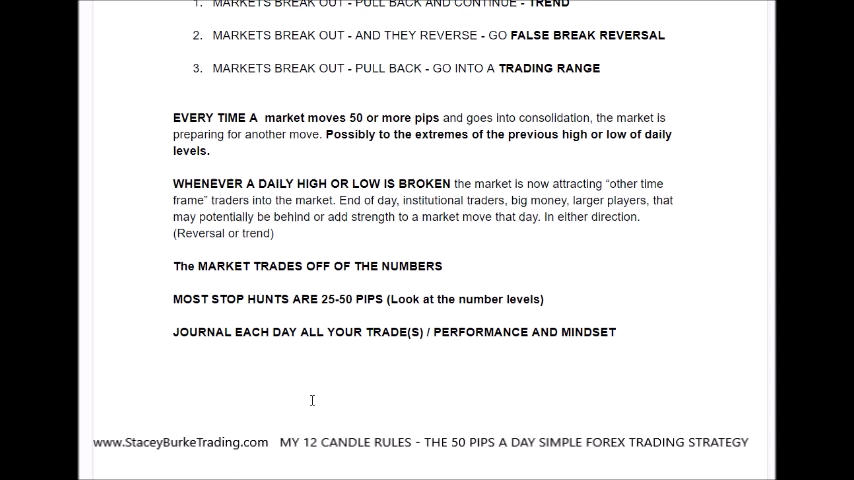 1. MARKETS BREAK OUT - PULL BACK AND CONTINUE - TREND
2. MARKETS BREAK OUT - AND THEY REVERSE - GO FALSE BREAK REVERSAL
3. MARKETS BREAK OUT - PULL BACK - GO INTO A TRADING RANGE
EVERY TIME A  market moves 50 or more pips and goes into consolidation, the market is
preparing for another move. Possibly to the extremes of the previous high or low of daily
levels.
WHENEVER A DAILY HIGH OR LOW IS BROKEN the market is now attracting “other time
frame” traders into the market. End of day, institutional traders, big money, larger players, that
may potentially be behind or add strength to a market move that day. In either direction.
(Reversal or trend)
The MARKET TRADES OFF OF THE NUMBERS
MOST STOP HUNTS ARE 25-50 PIPS (Look at the number levels)
JOURNAL EACH DAY ALL YOUR TRADE(S) / PERFORMANCE AND MINDSET
www.StaceyBurkeTrading.com   MY 12 CANDLE RULES - THE 50 PIPS A DAY SIMPLE FOREX TRADING STRATEGY